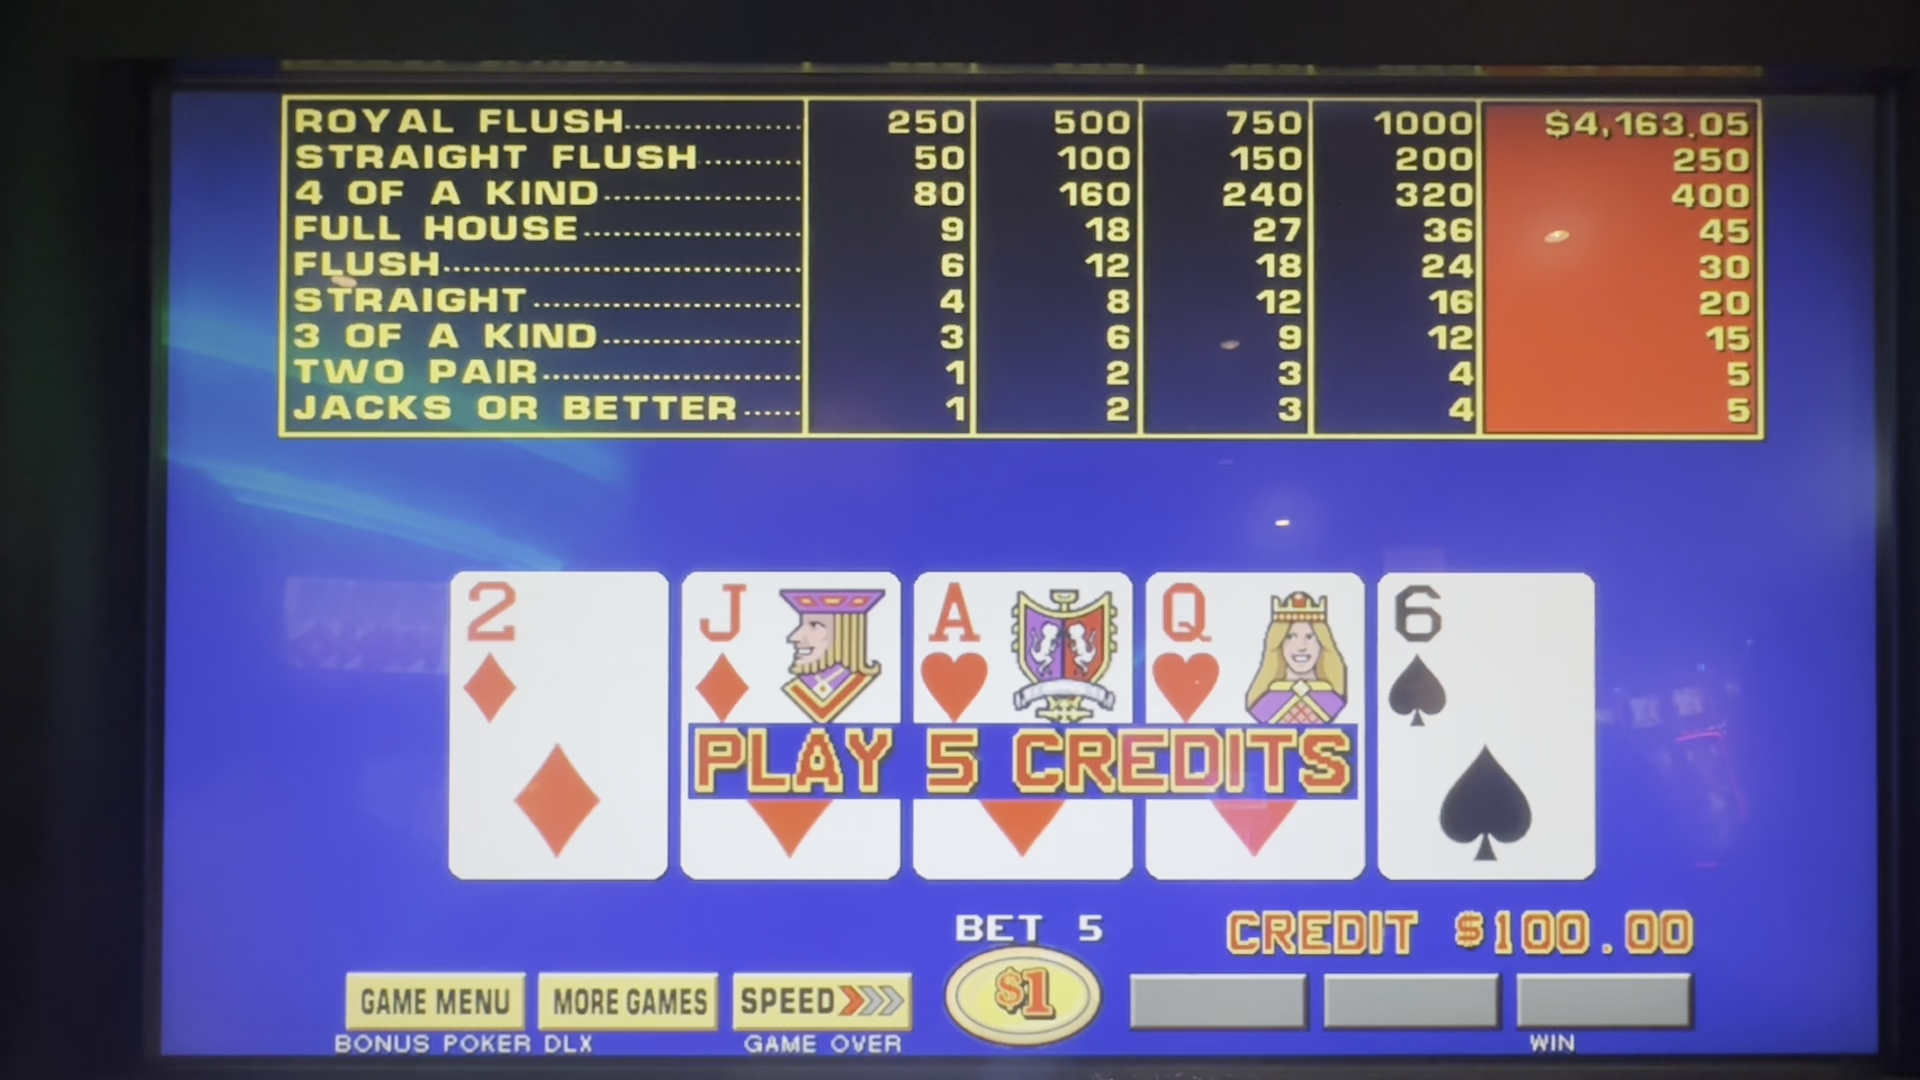 ROYAL FLUSH 250 500 750 1000 $4,163.05
STRAIGHT FLUSH 50 100 150 200 250
4 OF A KIND 80 160 240 320 400
FULL HOUSE 9 18 27 36 45
FLUSH 6 12 18 24 30
STRAIGHT 4 8 12 16 20
3 OF A KIND 3 6 9 12 15
TWO PAIR 1 2 3 4 5
JACKS OR BETTER 1 2 3 4 5
2 J A Q 6
PLAY 5 CREDITS
BET 5 CREDIT $100.00
GAME MENU MORE GAMES SPEED $1
BONUS POKER DLX GAME OVER WIN